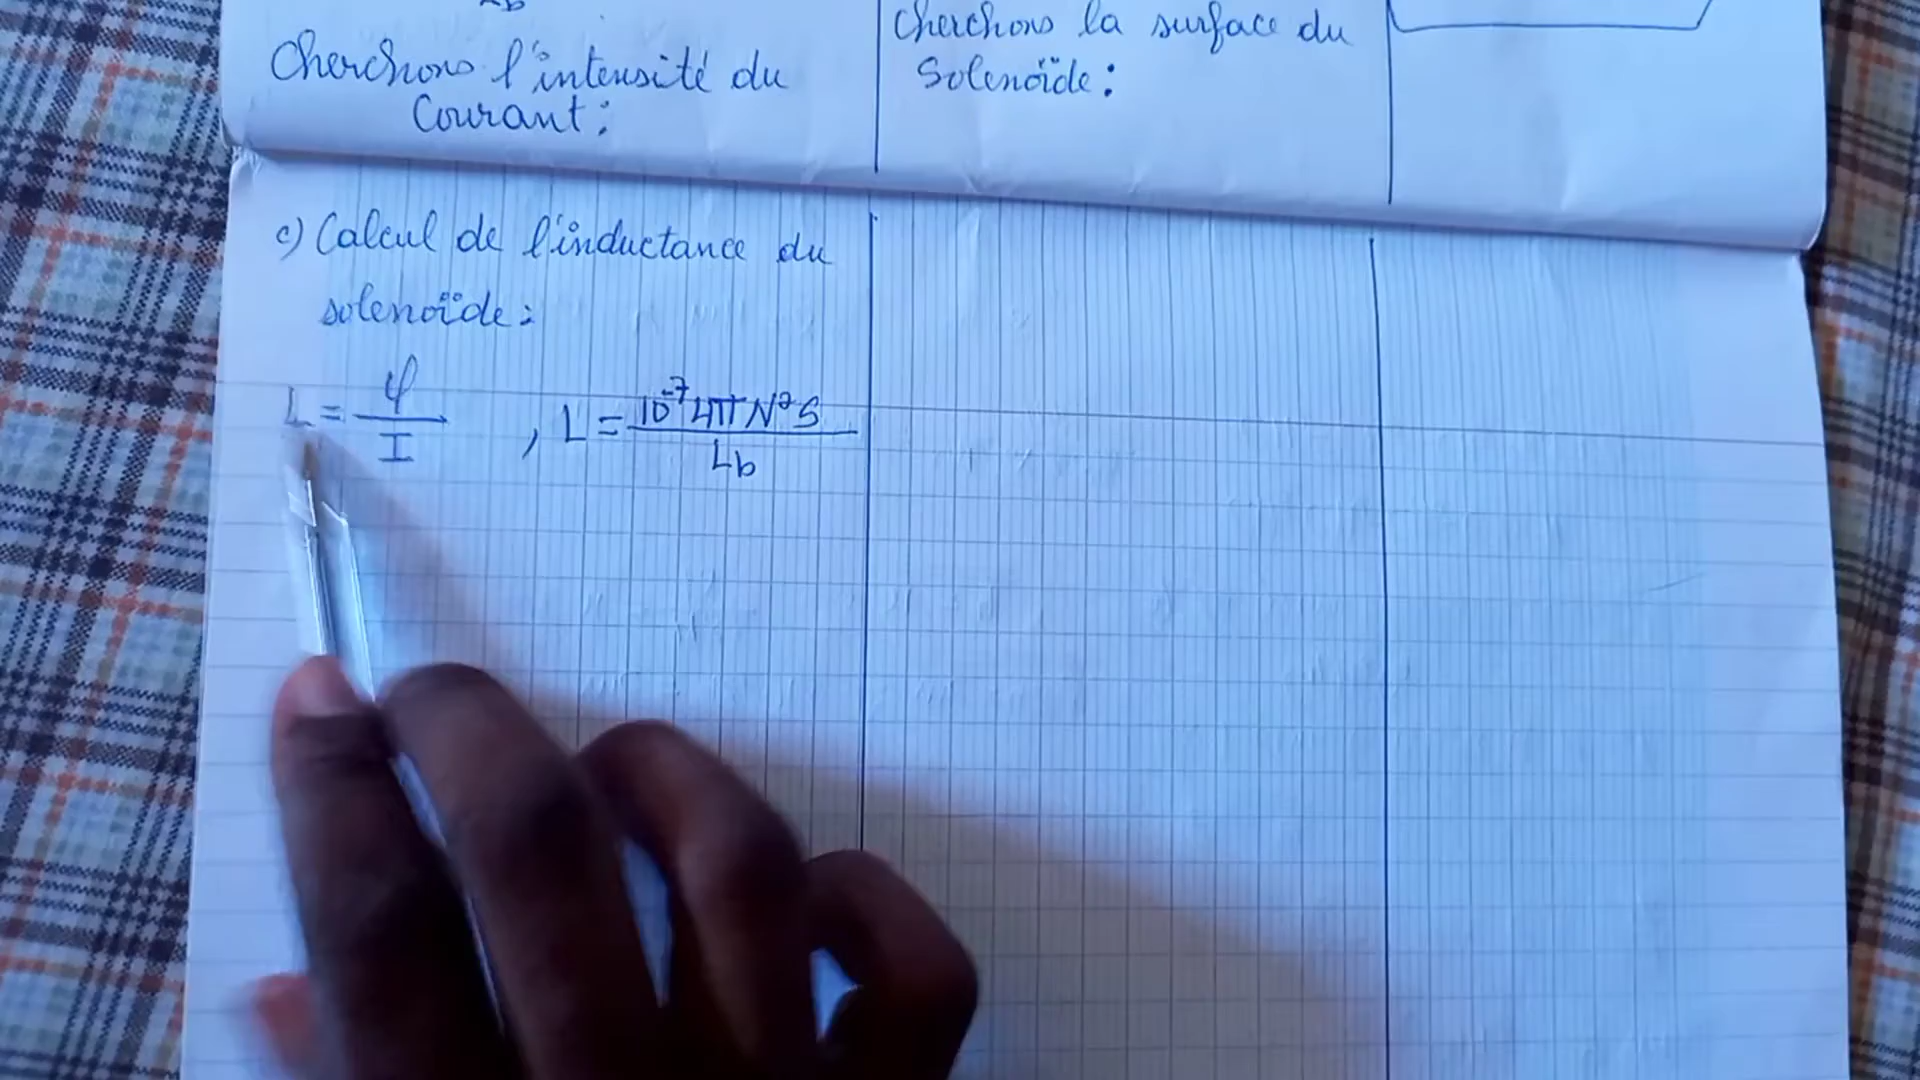 Cherchons l'intensité du
Courant :
Cherchons la surface du
Solenoïde :
c) Calcul de l'inductance du
solenoïde :
L = φ / I , L = 10⁻⁷4πN²S / Lb